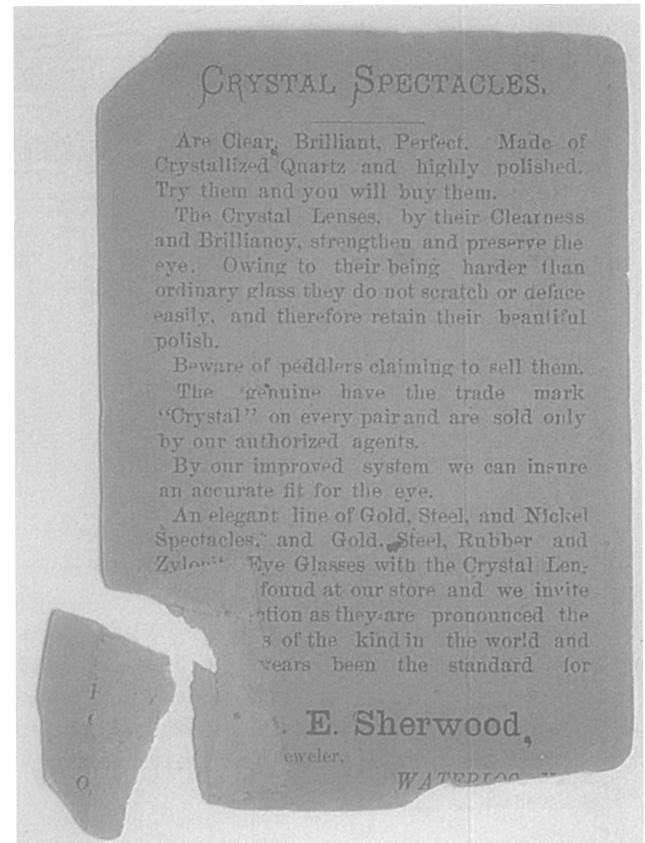 CRYSTAL SPECTACLES.
Are Clear, Brilliant, Perfect. Made of
Crystallized Quartz and highly polished.
Try them and you will buy them.
The Crystal Lenses, by their Clearness
and Brilliancy, strengthen and preserve the
eye. Owing to their being harder than
ordinary glass they do not scratch or deface
easily, and therefore retain their beautiful
polish.
Beware of peddlers claiming to sell them.
The genuine have the trade mark
"Crystal" on every pair and are sold only
by our authorized agents.
By our improved system we can insure
an accurate fit for the eye.
An elegant line of Gold, Steel, and Nickel
Spectacles, and Gold, Steel, Rubber and
Eye Glasses with the Crystal Len-
found at our store and we invite
ction as they are pronounced the
s of the kind in the world and
years been the standard for
. E. Sherwood,
eweler,
O,
WATERLOO